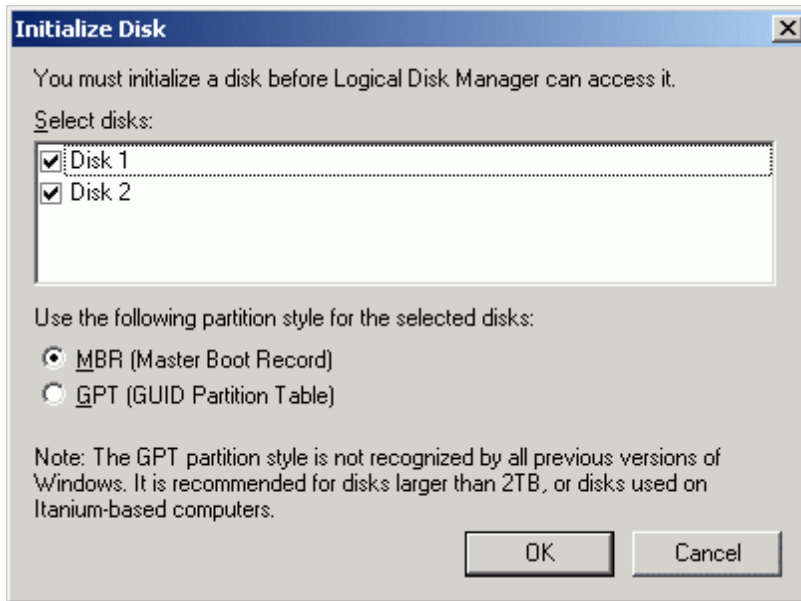 Initialize Disk
You must initialize a disk before Logical Disk Manager can access it.
Select disks:
Disk 1
Disk 2
Use the following partition style for the selected disks:
MBR (Master Boot Record)
GPT (GUID Partition Table)
Note: The GPT partition style is not recognized by all previous versions of
Windows. It is recommended for disks larger than 2TB, or disks used on
Itanium-based computers.
OK Cancel